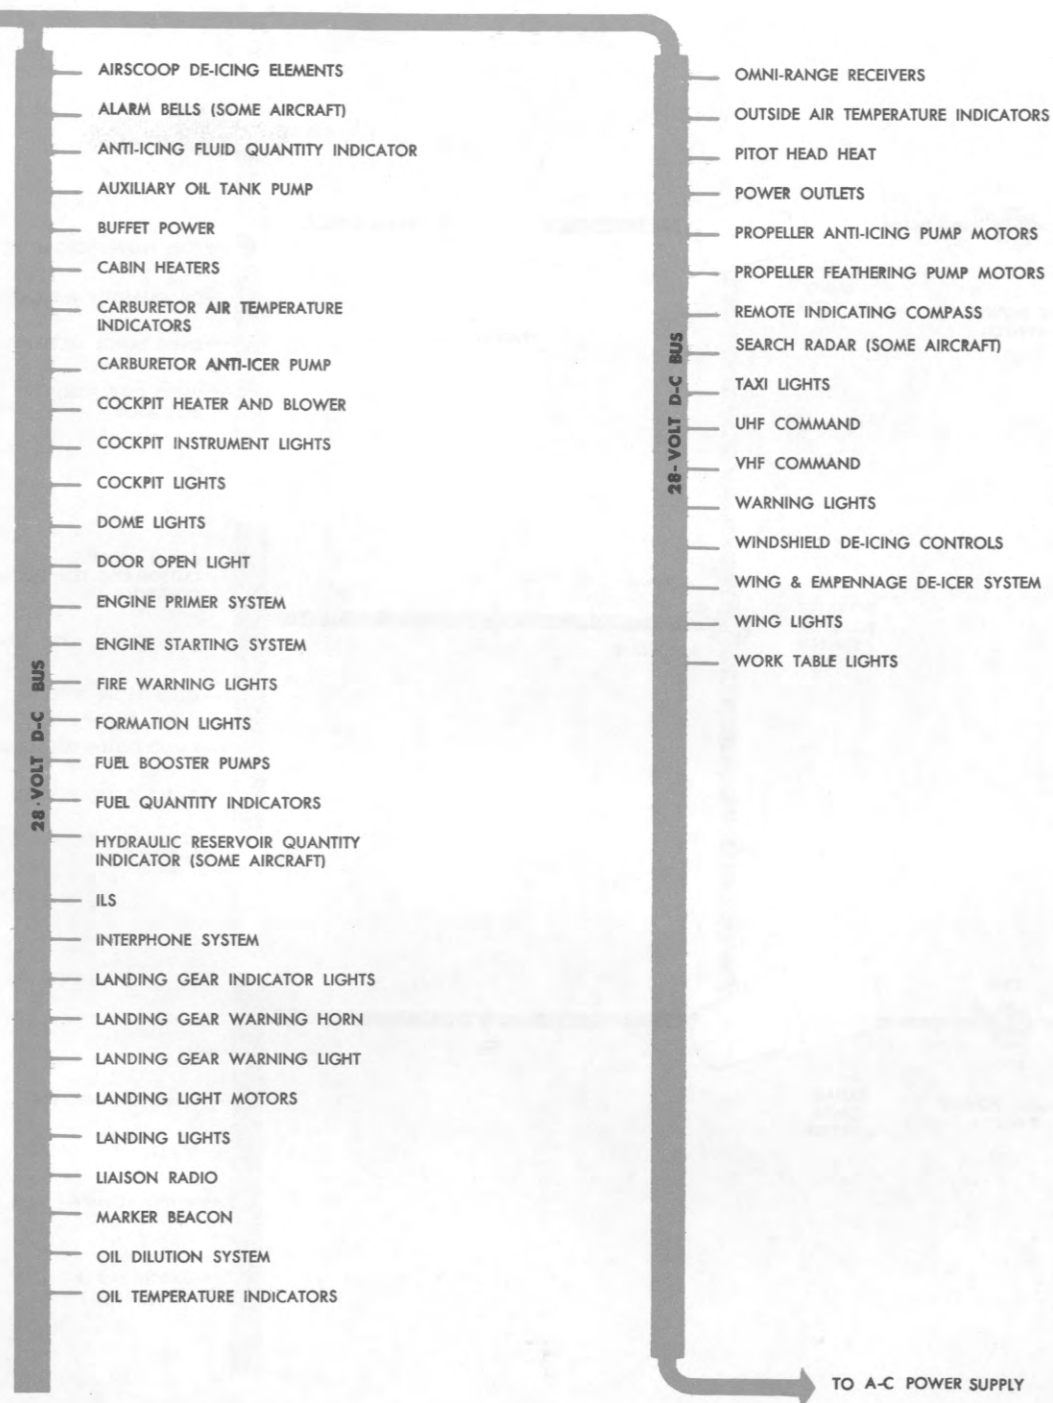 AIRSCOOP DE-ICING ELEMENTS
ALARM BELLS (SOME AIRCRAFT)
ANTI-ICING FLUID QUANTITY INDICATOR
AUXILIARY OIL TANK PUMP
BUFFET POWER
CABIN HEATERS
CARBURETOR AIR TEMPERATURE
INDICATORS
CARBURETOR ANTI-ICER PUMP
COCKPIT HEATER AND BLOWER
COCKPIT INSTRUMENT LIGHTS
COCKPIT LIGHTS
DOME LIGHTS
DOOR OPEN LIGHT
ENGINE PRIMER SYSTEM
ENGINE STARTING SYSTEM
FIRE WARNING LIGHTS
FORMATION LIGHTS
FUEL BOOSTER PUMPS
FUEL QUANTITY INDICATORS
HYDRAULIC RESERVOIR QUANTITY
INDICATOR (SOME AIRCRAFT)
ILS
INTERPHONE SYSTEM
LANDING GEAR INDICATOR LIGHTS
LANDING GEAR WARNING HORN
LANDING GEAR WARNING LIGHT
LANDING LIGHT MOTORS
LANDING LIGHTS
LIAISON RADIO
MARKER BEACON
OIL DILUTION SYSTEM
OIL TEMPERATURE INDICATORS
28-VOLT D-C BUS
OMNI-RANGE RECEIVERS
OUTSIDE AIR TEMPERATURE INDICATORS
PITOT HEAD HEAT
POWER OUTLETS
PROPELLER ANTI-ICING PUMP MOTORS
PROPELLER FEATHERING PUMP MOTORS
REMOTE INDICATING COMPASS
SEARCH RADAR (SOME AIRCRAFT)
TAXI LIGHTS
UHF COMMAND
VHF COMMAND
WARNING LIGHTS
WINDSHIELD DE-ICING CONTROLS
WING & EMPENNAGE DE-ICER SYSTEM
WING LIGHTS
WORK TABLE LIGHTS
28-VOLT D-C BUS
TO A-C POWER SUPPLY